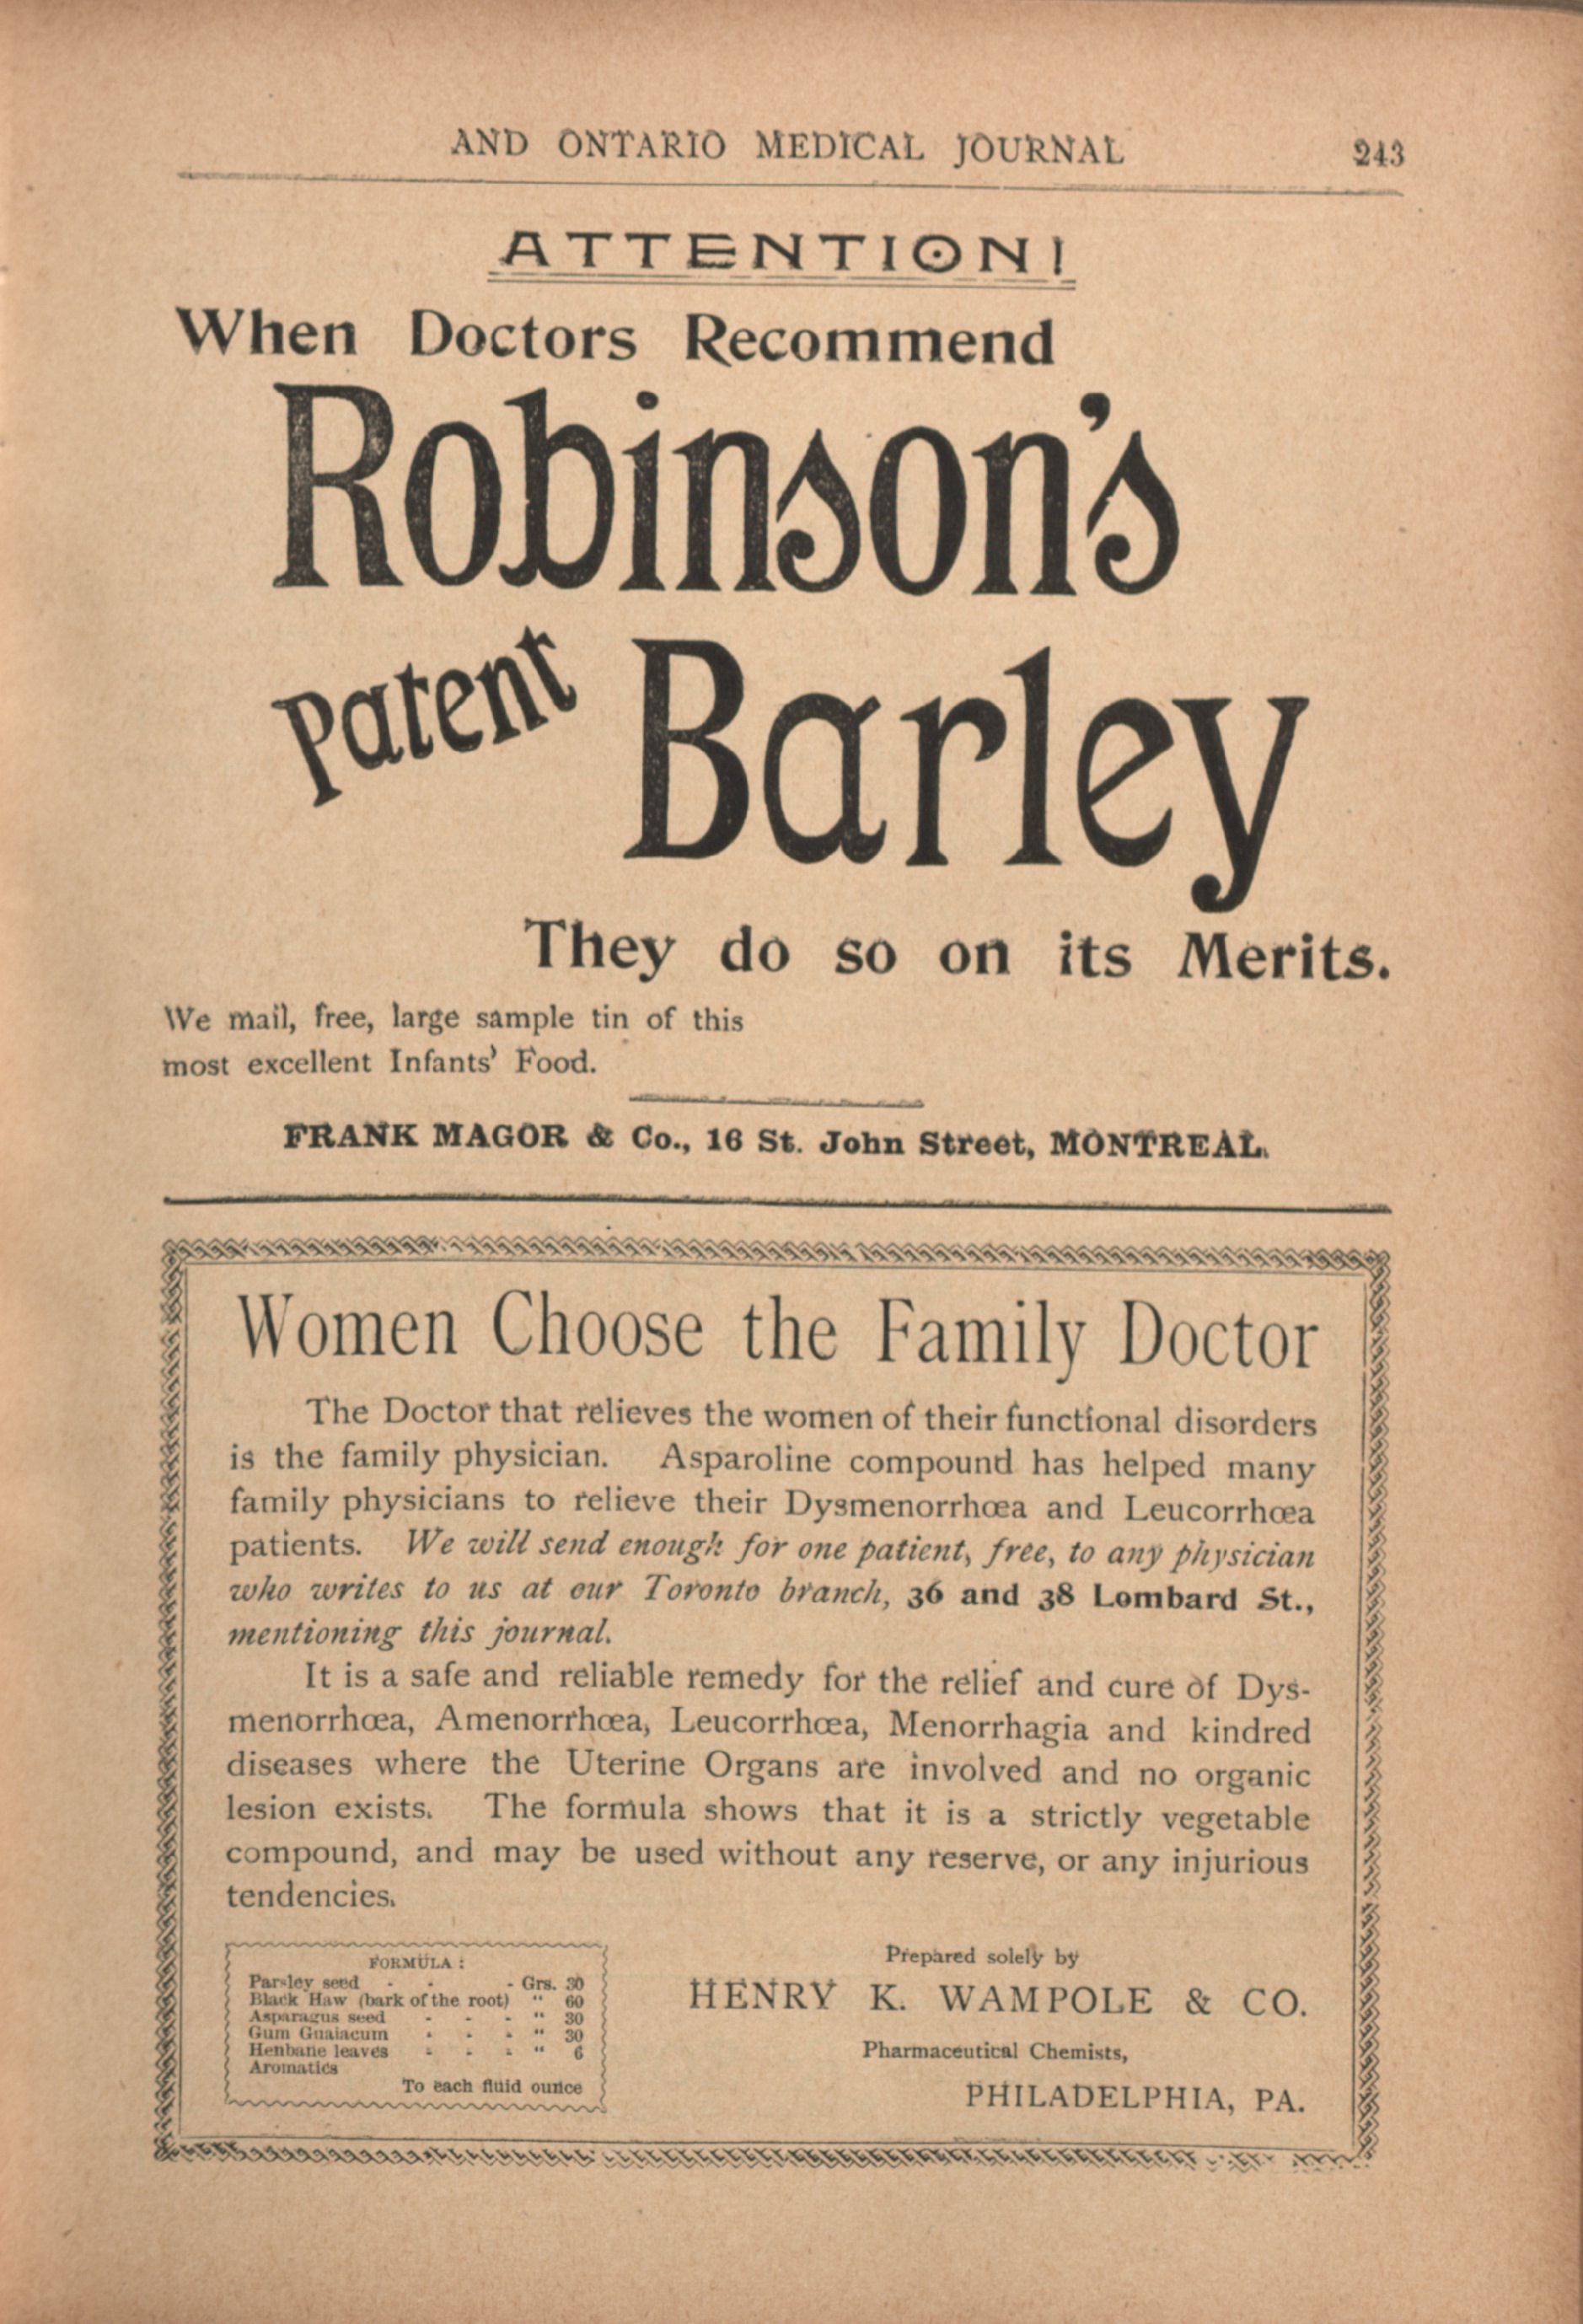 AND ONTARIO MEDICAL JOURNAL 243
ATTENTION!
When Doctors Recommend
Robinson's
Patent Barley
They do so on its Merits.
We mail, free, large sample tin of this
most excellent Infants' Food.
FRANK MAGOR & Co., 16 St. John Street, MONTREAL.
Women Choose the Family Doctor
The Doctor that relieves the women of their functional disorders
is the family physician. Asparoline compound has helped many
family physicians to relieve their Dysmenorrhœa and Leucorrhœa
patients. We will send enough for one patient, free, to any physician
who writes to us at our Toronto branch, 36 and 38 Lombard St.,
mentioning this journal.
It is a safe and reliable remedy for the relief and cure of Dys-
menorrhœa, Amenorrhœa, Leucorrhœa, Menorrhagia and kindred
diseases where the Uterine Organs are involved and no organic
lesion exists. The formula shows that it is a strictly vegetable
compound, and may be used without any reserve, or any injurious
tendencies.
FORMULA:
Parsley seed - - - Grs. 30
Black Haw (bark of the root) " 60
Asparagus seed - - - " 30
Gum Guaiacum - - - " 30
Henbane leaves - - - " 6
Aromatics
To each fluid ounce
Prepared solely by
HENRY K. WAMPOLE & CO.
Pharmaceutical Chemists,
PHILADELPHIA, PA.